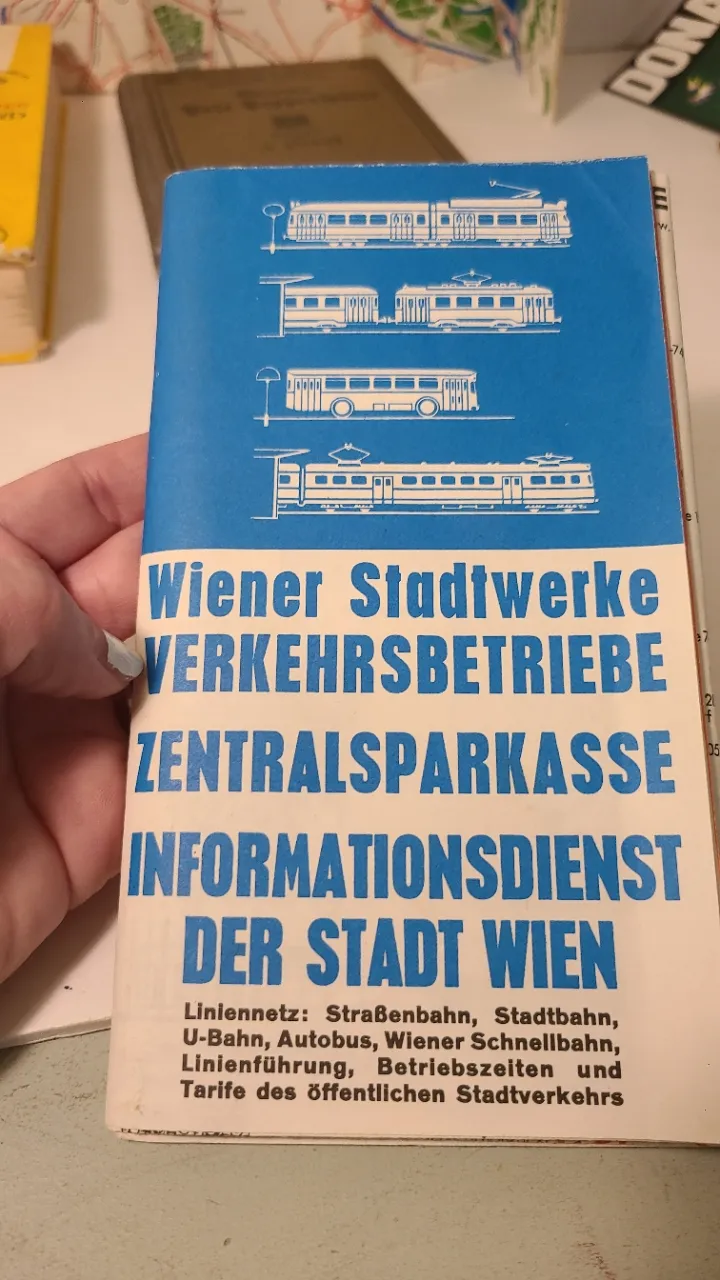 DONA
Wiener Stadtwerke
VERKEHRSBETRIEBE
ZENTRALSPARKASSE
INFORMATIONSDIENST
DER STADT WIEN
Liniennetz: Straßenbahn, Stadtbahn,
U-Bahn, Autobus, Wiener Schnellbahn,
Linienführung, Betriebszeiten und
Tarife des öffentlichen Stadtverkehrs